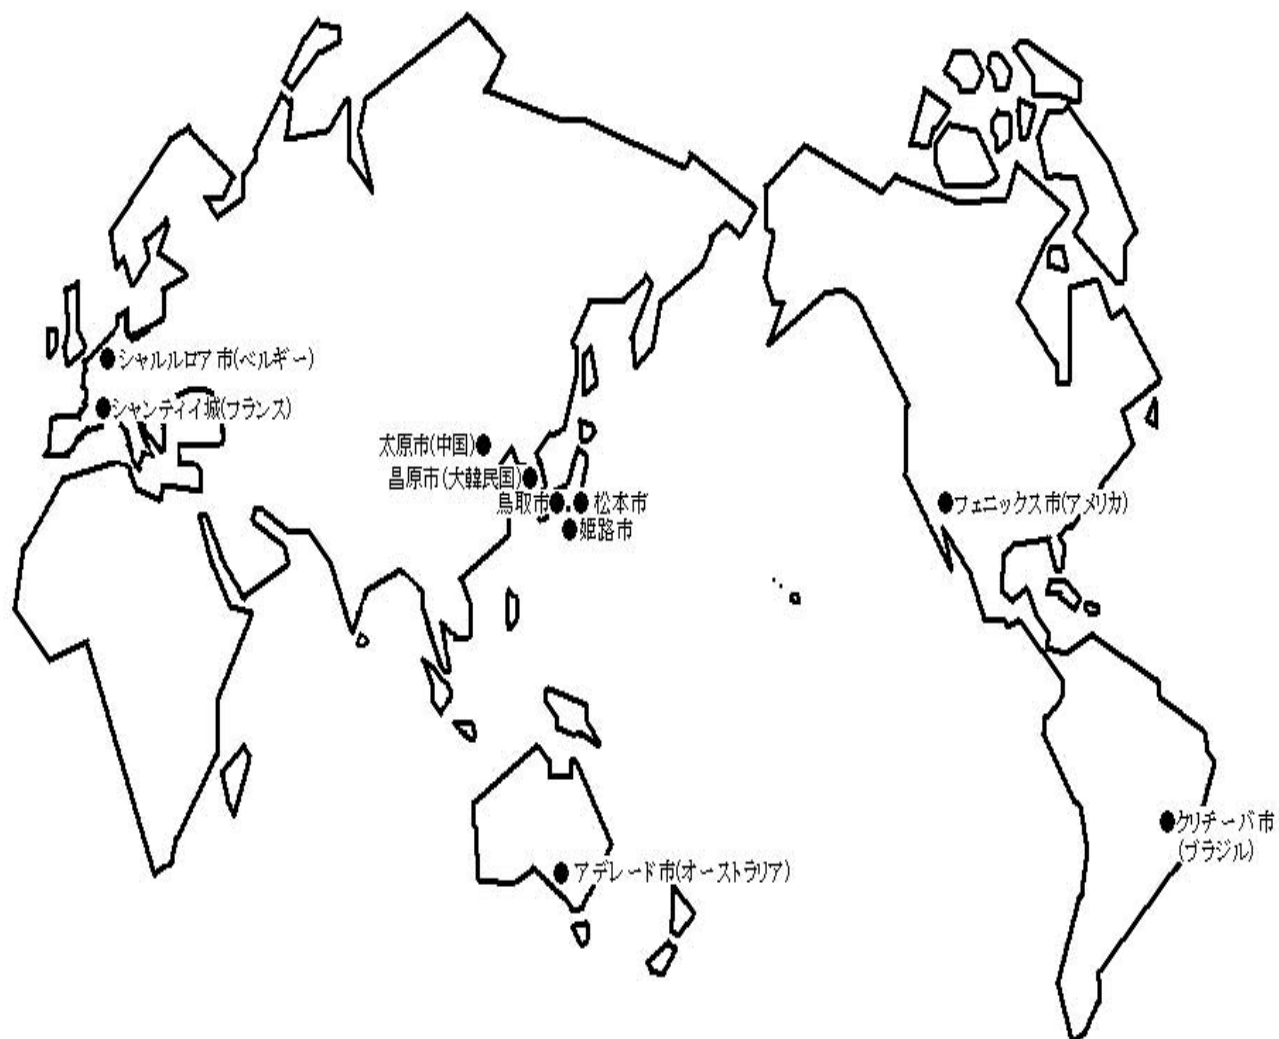 シャルルロア市(ベルギー)
シャンティイ城(フランス)
太原市(中国)
昌原市(大韓民国)
鳥取市
松本市
姫路市
フェニックス市(アメリカ)
クリチーバ市
(ブラジル)
アデレード市(オーストラリア)